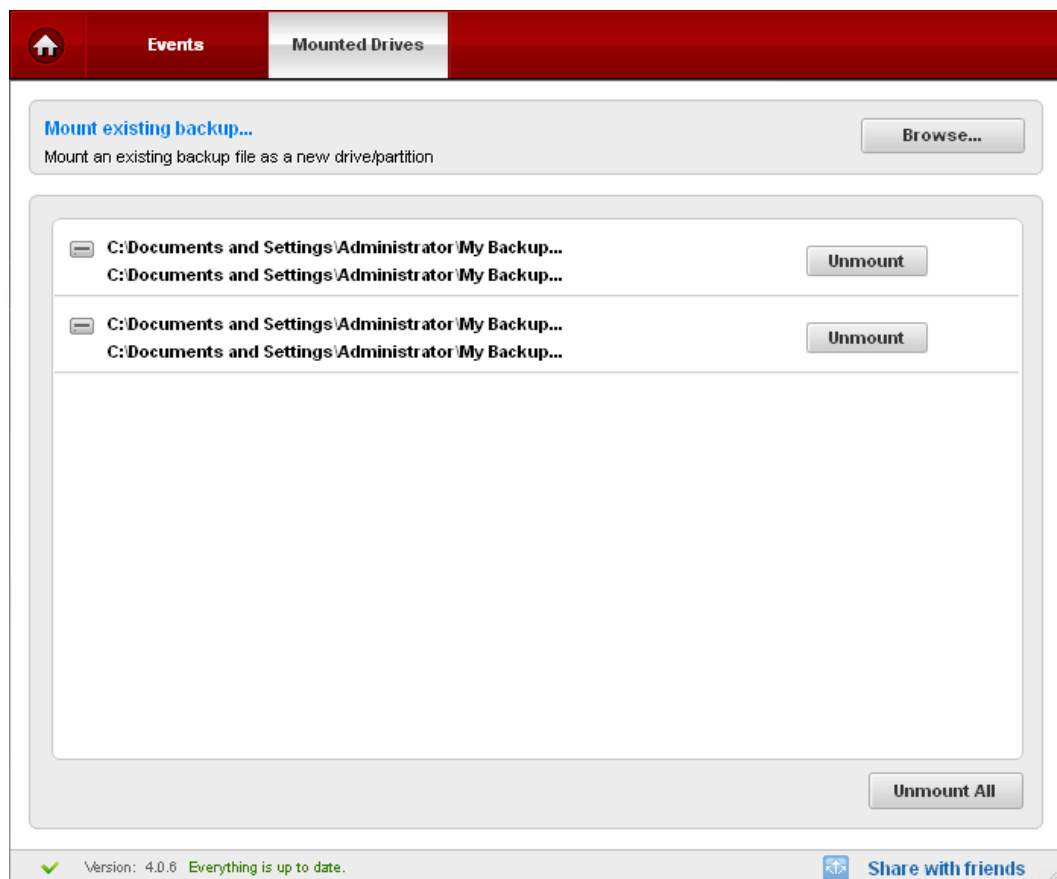 Events
Mounted Drives
Mount existing backup...
Mount an existing backup file as a new drive/partition
Browse...
C:\Documents and Settings\Administrator\My Backup...
C:\Documents and Settings\Administrator\My Backup...
Unmount
C:\Documents and Settings\Administrator\My Backup...
C:\Documents and Settings\Administrator\My Backup...
Unmount
Unmount All
Version: 4.0.6 Everything is up to date.
Share with friends